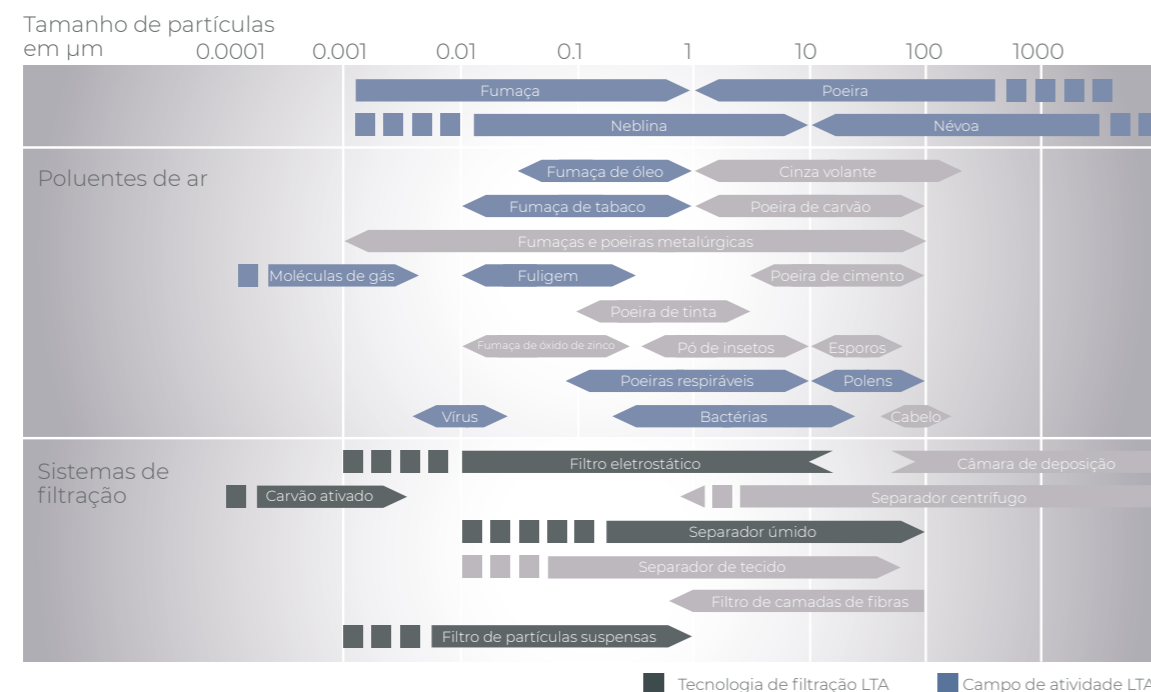 Tamanho de partículas
em µm
0.0001 0.001 0.01 0.1 1 10 100 1000
Fumaça Poeira
Neblina Névoa
Poluentes de ar
Fumaça de óleo Cinza volante
Fumaça de tabaco Poeira de carvão
Fumaças e poeiras metalúrgicas
Moléculas de gás Fuligem Poeira de cimento
Poeira de tinta
Fumaça de óxido de zinco Pó de insetos Esporos
Poeiras respiráveis Polens
Vírus Bactérias Cabelo
Sistemas de
filtração
Filtro eletrostático Câmara de deposição
Carvão ativado Separador centrífugo
Separador úmido
Separador de tecido
Filtro de camadas de fibras
Filtro de partículas suspensas
Tecnologia de filtração LTA Campo de atividade LTA